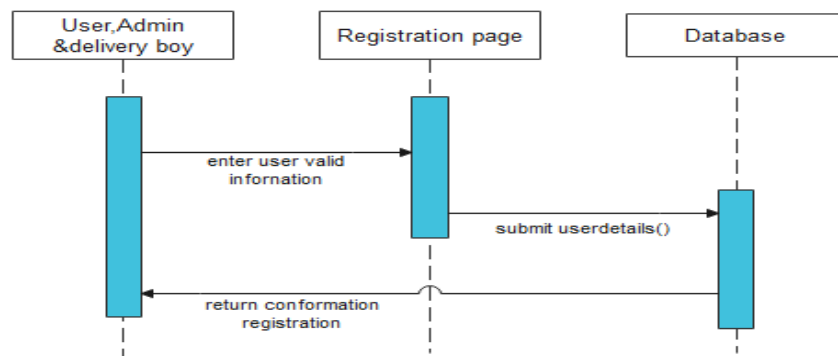 User,Admin
&delivery boy
Registration page
Database
enter user valid
infornation
submit userdetails()
return conformation
registration